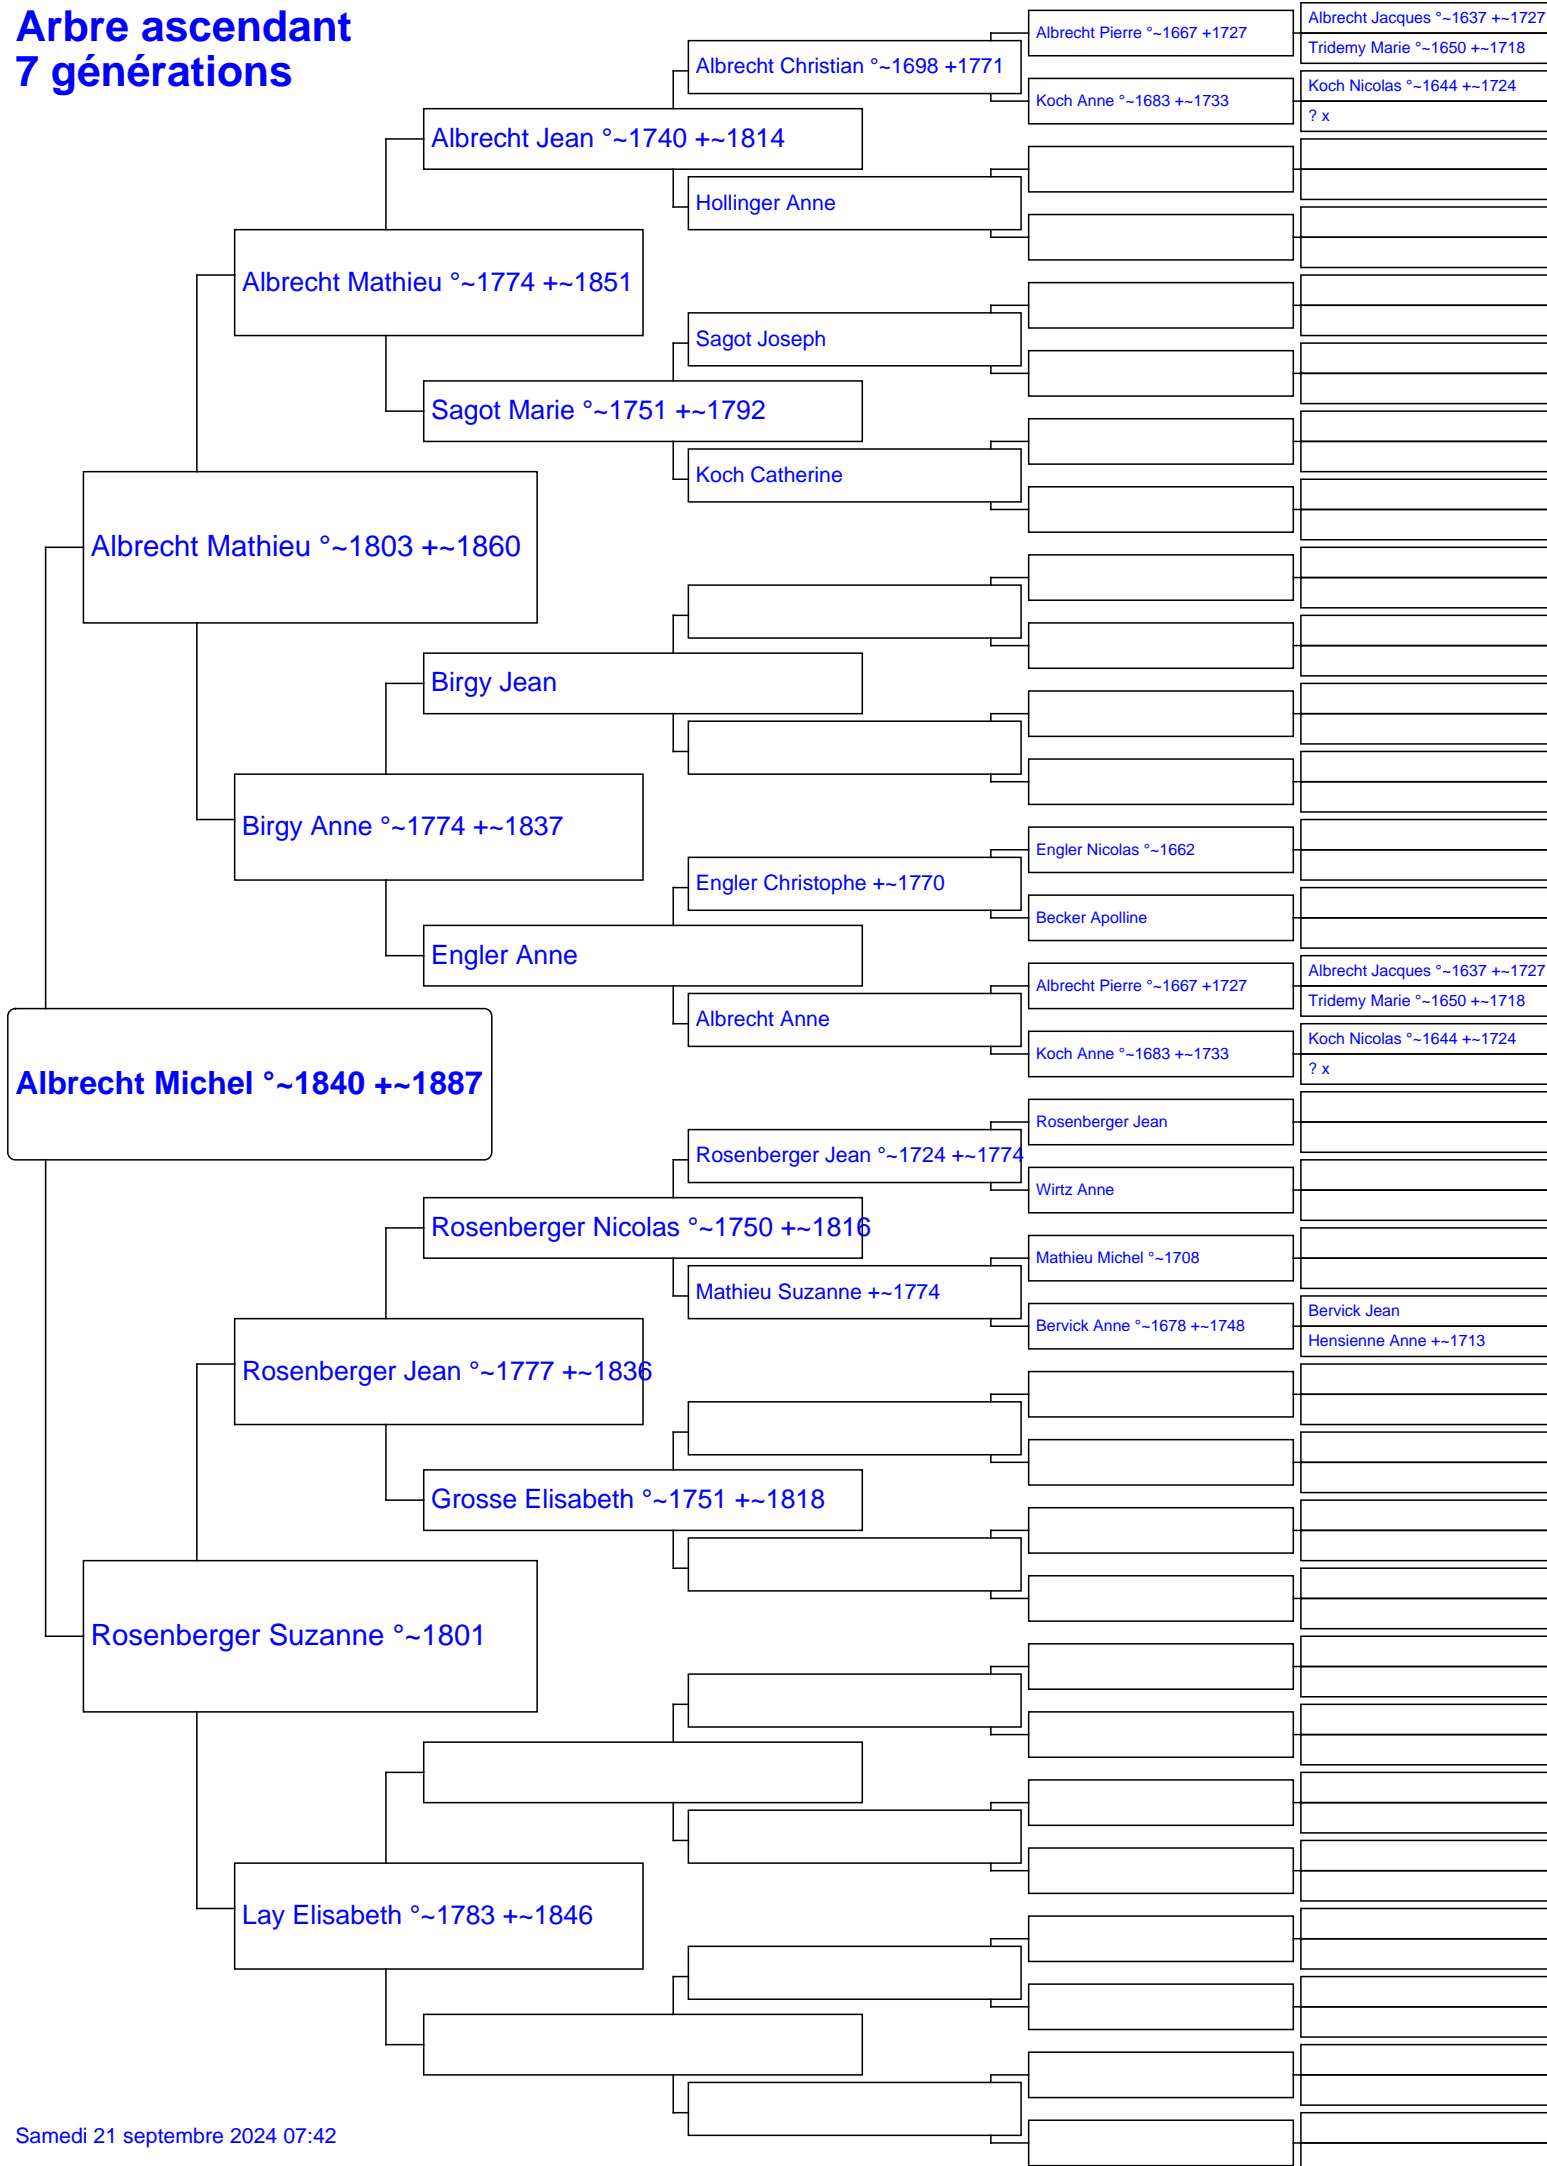 Arbre ascendant
7 générations
Albrecht Jacques °~1637 +~1727
Albrecht Pierre °~1667 +1727
Tridemy Marie °~1650 +~1718
Albrecht Christian °~1698 +1771
Koch Nicolas °~1644 +~1724
Koch Anne °~1683 +~1733
? x
Albrecht Jean °~1740 +~1814
Hollinger Anne
Albrecht Mathieu °~1774 +~1851
Sagot Joseph
Sagot Marie °~1751 +~1792
Koch Catherine
Albrecht Mathieu °~1803 +~1860
Birgy Jean
Birgy Anne °~1774 +~1837
Engler Nicolas °~1662
Engler Christophe +~1770
Becker Apolline
Engler Anne
Albrecht Jacques °~1637 +~1727
Albrecht Pierre °~1667 +1727
Tridemy Marie °~1650 +~1718
Albrecht Anne
Koch Nicolas °~1644 +~1724
Koch Anne °~1683 +~1733
? x
Albrecht Michel °~1840 +~1887
Rosenberger Jean
Rosenberger Jean °~1724 +~1774
Wirtz Anne
Rosenberger Nicolas °~1750 +~1816
Mathieu Michel °~1708
Mathieu Suzanne +~1774
Bervick Jean
Bervick Anne °~1678 +~1748
Hensienne Anne +~1713
Rosenberger Jean °~1777 +~1836
Grosse Elisabeth °~1751 +~1818
Rosenberger Suzanne °~1801
Lay Elisabeth °~1783 +~1846
Samedi 21 septembre 2024 07:42